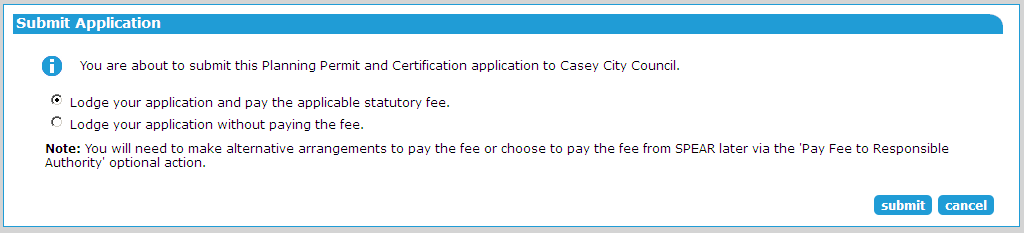 Submit Application
You are about to submit this Planning Permit and Certification application to Casey City Council.
Lodge your application and pay the applicable statutory fee.
Lodge your application without paying the fee.
Note: You will need to make alternative arrangements to pay the fee or choose to pay the fee from SPEAR later via the 'Pay Fee to Responsible
Authority' optional action.
submit cancel